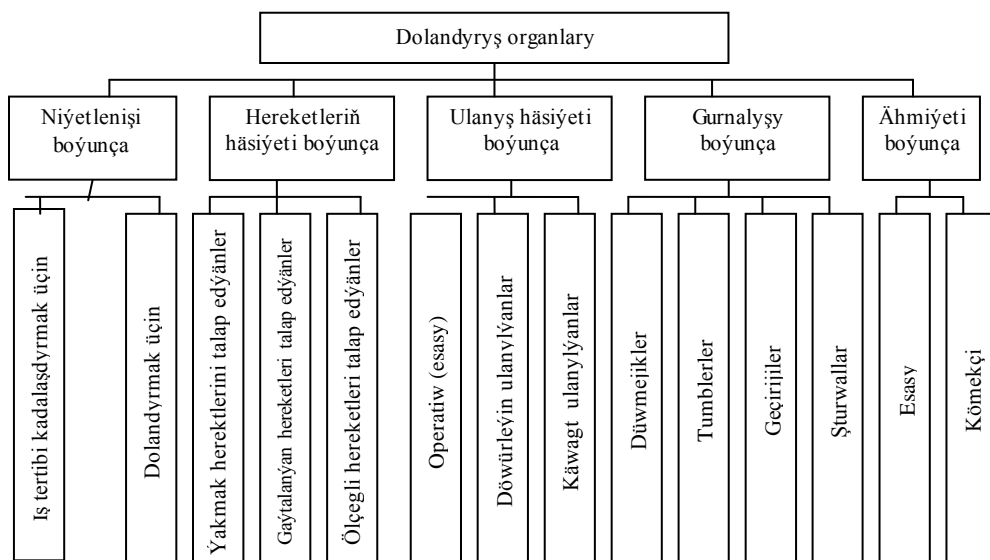 Dolandyryş organlary
Niýetlenişi
boýunça
Hereketleriň
häsiýeti boýunça
Ulanyş häsiýeti
boýunça
Gurnalyşy
boýunça
Ähmiýeti
boýunça
Iş tertibi kadalaşdyrmak üçin
Dolandyrmak üçin
Ýakmak herektlerini talap edýänler
Gaýtalanýan hereketleri talap edýänler
Ölçegli hereketleri talap edýänler
Operatiw (esasy)
Döwürleýin ulanylýanlar
Käwagt ulanylýanlar
Düwmejikler
Tumblerler
Geçirijiler
Şturwallar
Esasy
Kömekçi